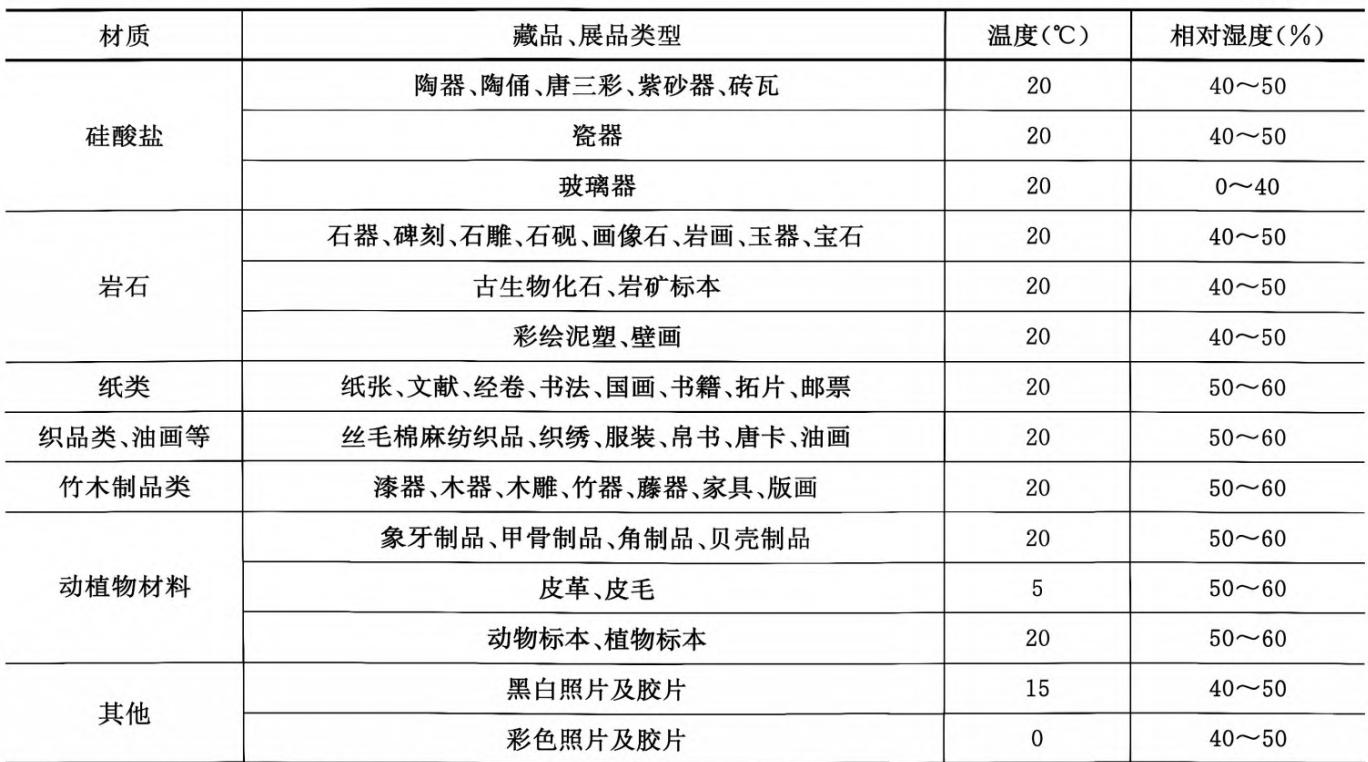 材质 藏品、展品类型 温度(℃) 相对湿度(%)
硅酸盐 陶器、陶俑、唐三彩、紫砂器、砖瓦 20 40～50
瓷器 20 40～50
玻璃器 20 0～40
岩石 石器、碑刻、石雕、石砚、画像石、岩画、玉器、宝石 20 40～50
古生物化石、岩矿标本 20 40～50
彩绘泥塑、壁画 20 40～50
纸类 纸张、文献、经卷、书法、国画、书籍、拓片、邮票 20 50～60
织品类、油画等 丝毛棉麻纺织品、织绣、服装、帛书、唐卡、油画 20 50～60
竹木制品类 漆器、木器、木雕、竹器、藤器、家具、版画 20 50～60
动植物材料 象牙制品、甲骨制品、角制品、贝壳制品 20 50～60
皮革、皮毛 5 50～60
动物标本、植物标本 20 50～60
其他 黑白照片及胶片 15 40～50
彩色照片及胶片 0 40～50